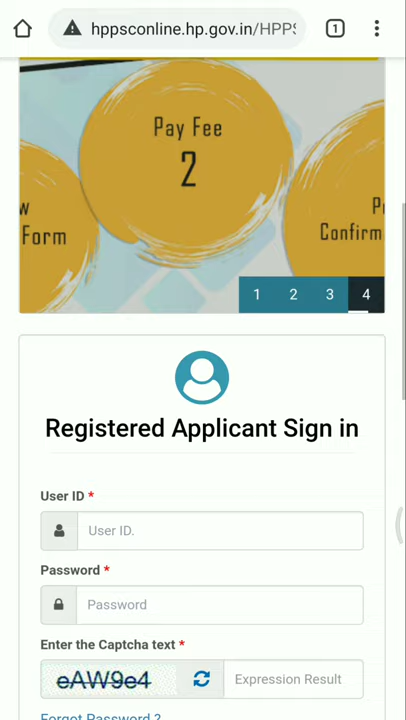 hppsconline.hp.gov.in/HPPS
1
Pay Fee
2
w
Form
P
Confirm
1 2 3 4
Registered Applicant Sign in
User ID *
User ID.
Password *
Password
Enter the Captcha text *
eAW9e4
Expression Result
Forgot Password ?